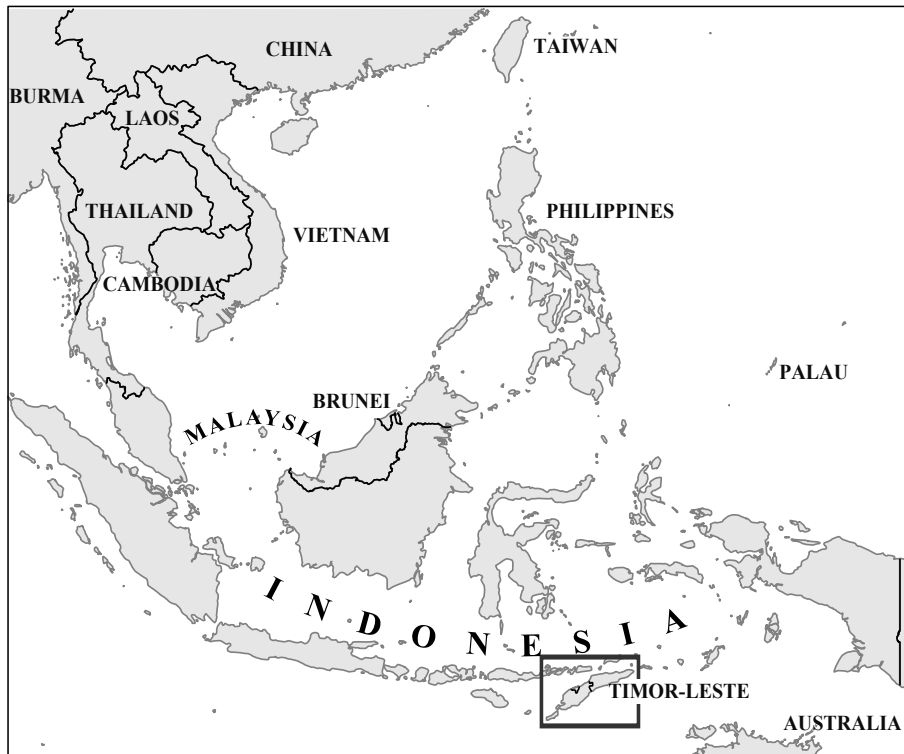 CHINA
TAIWAN
BURMA
LAOS
THAILAND
PHILIPPINES
VIETNAM
CAMBODIA
PALAU
BRUNEI
MALAYSIA
INDONESIA
TIMOR-LESTE
AUSTRALIA